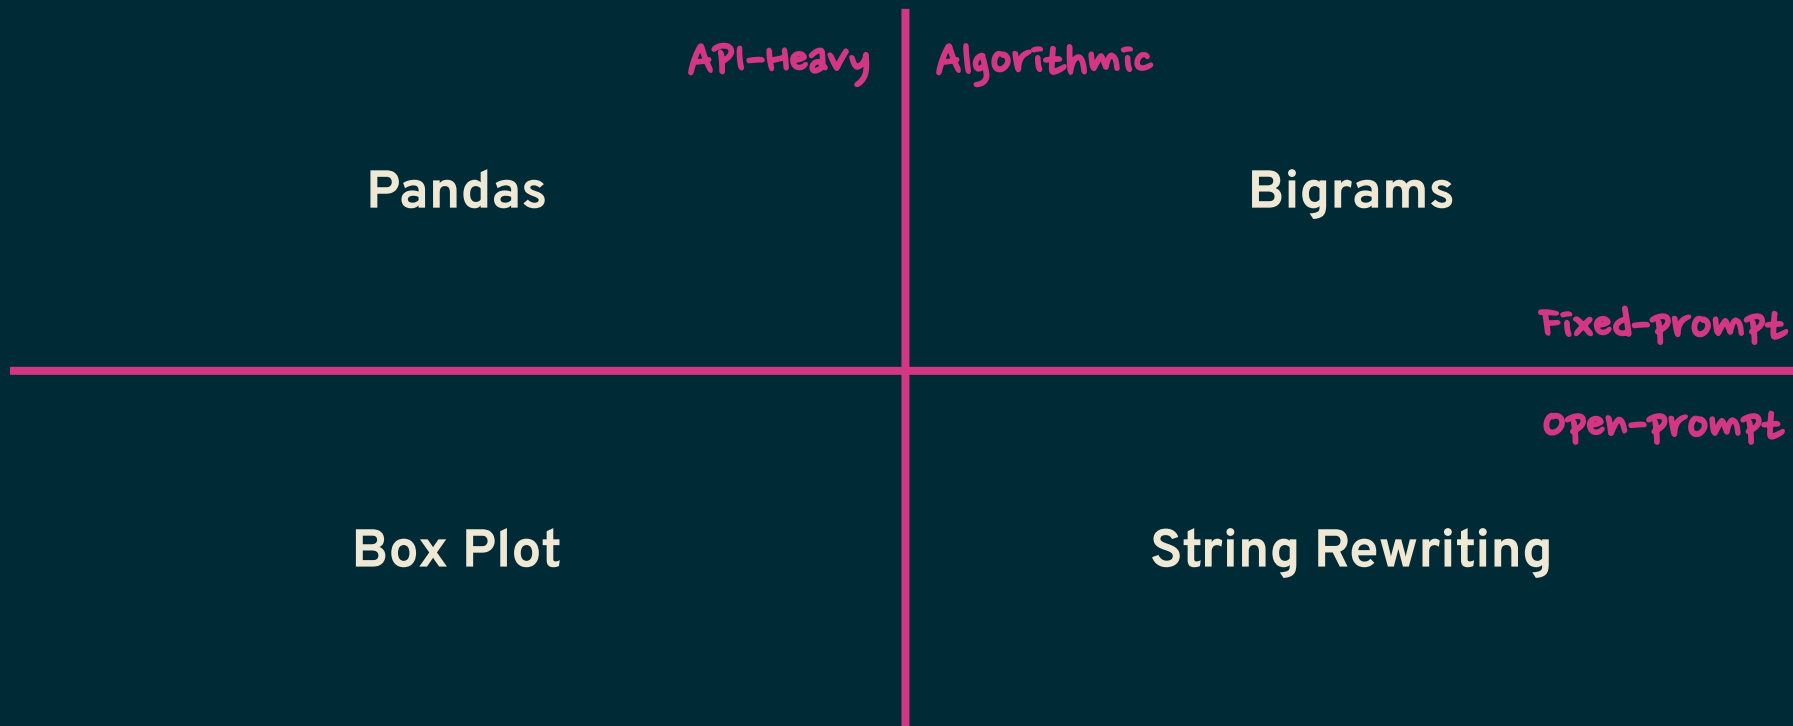 API-Heavy
Algorithmic
Pandas
Bigrams
Fixed-prompt
Open-prompt
Box Plot
String Rewriting